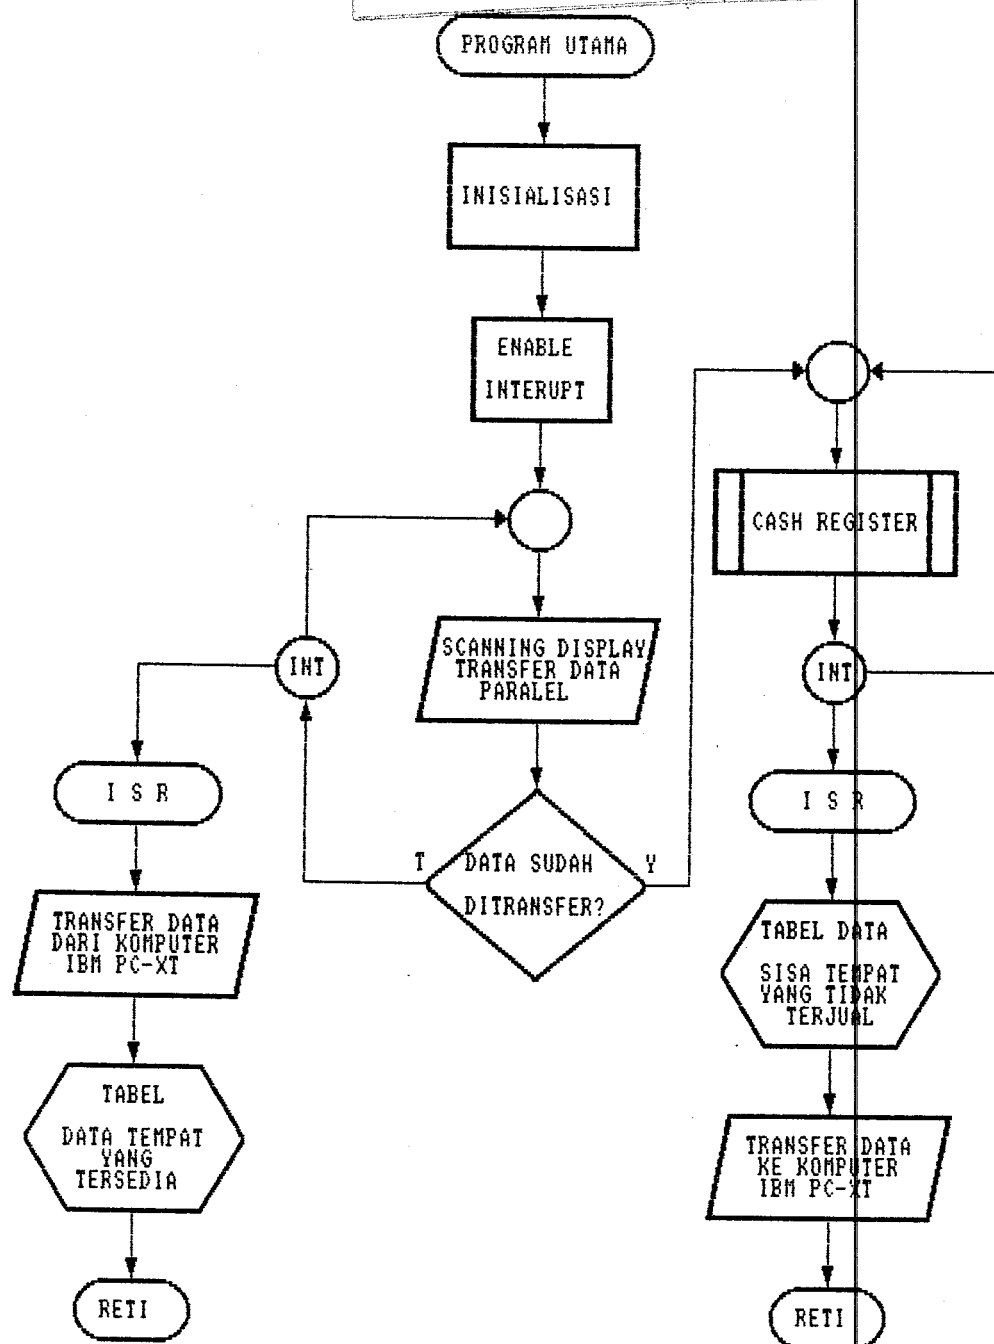 PROGRAM UTAMA
INISIALISASI
ENABLE
INTERUPT
SCANNING DISPLAY
TRANSFER DATA
PARALEL
INT
T
DATA SUDAH
DITRANSFER?
Y
I S R
TRANSFER DATA
DARI KOMPUTER
IBM PC-XT
TABEL
DATA TEMPAT
YANG
TERSEDIA
RETI
CASH REGISTER
INT
I S R
TABEL DATA
SISA TEMPAT
YANG TIDAK
TERJUAL
TRANSFER DATA
KE KOMPUTER
IBM PC-XT
RETI